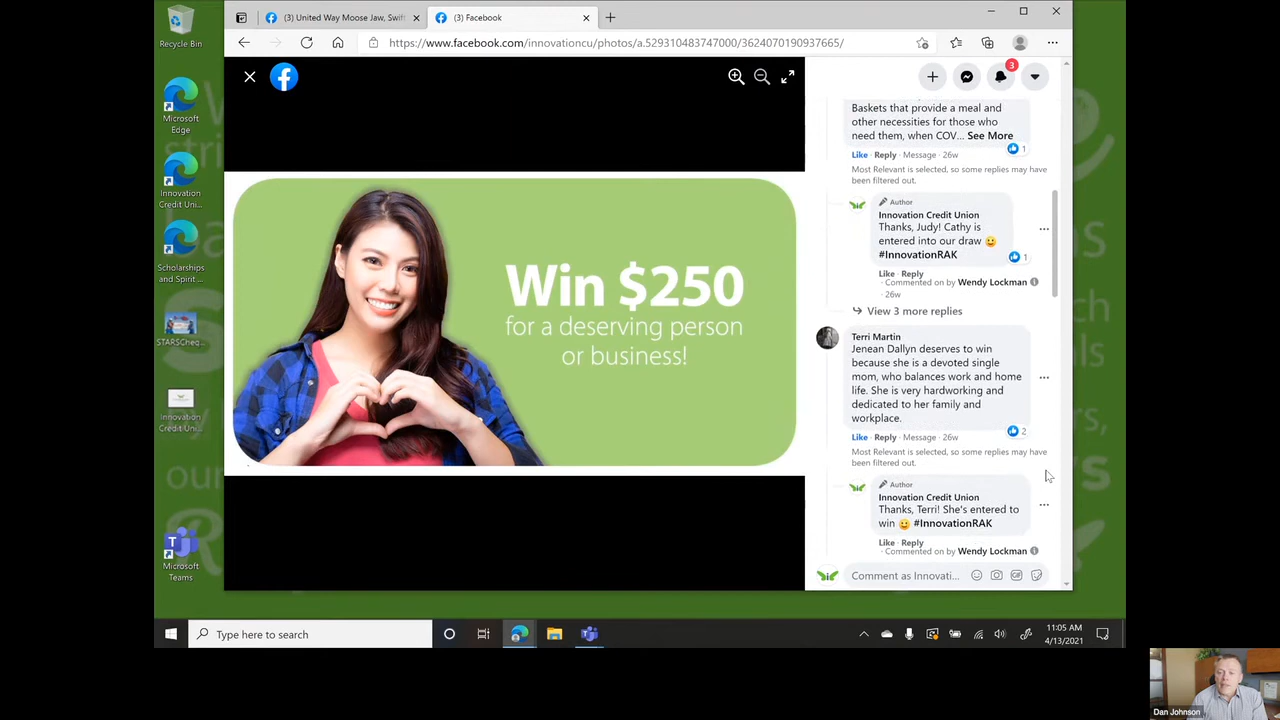 Recycle Bin
Microsoft
Edge
Innovation
Credit Uni...
Scholarships
and Spirit ...
STARSCheq...
Innovation
Credit Uni...
Microsoft
Teams
(3) United Way Moose Jaw, Swif
(3) Facebook
https://www.facebook.com/innovationcu/photos/a.529310483747000/3624070190937665/
Win $250
for a deserving person
or business!
3
Baskets that provide a meal and
other necessities for those who
need them, when COV... See More
1
Like · Reply · Message · 26w
Most Relevant is selected, so some replies may have
been filtered out.
Author
Innovation Credit Union
Thanks, Judy! Cathy is
entered into our draw 😉
#InnovationRAK
1
Like · Reply
· Commented on by Wendy Lockman
· 26w
View 3 more replies
Terri Martin
Jenean Dallyn deserves to win
because she is a devoted single
mom, who balances work and home
life. She is very hardworking and
dedicated to her family and
workplace.
2
Like · Reply · Message · 26w
Most Relevant is selected, so some replies may have
been filtered out.
Author
Innovation Credit Union
Thanks, Terri! She's entered to
win 😉 #InnovationRAK
Like · Reply
· Commented on by Wendy Lockman
Comment as Innovati...
GIF
Type here to search
11:05 AM
4/13/2021
Dan Johnson